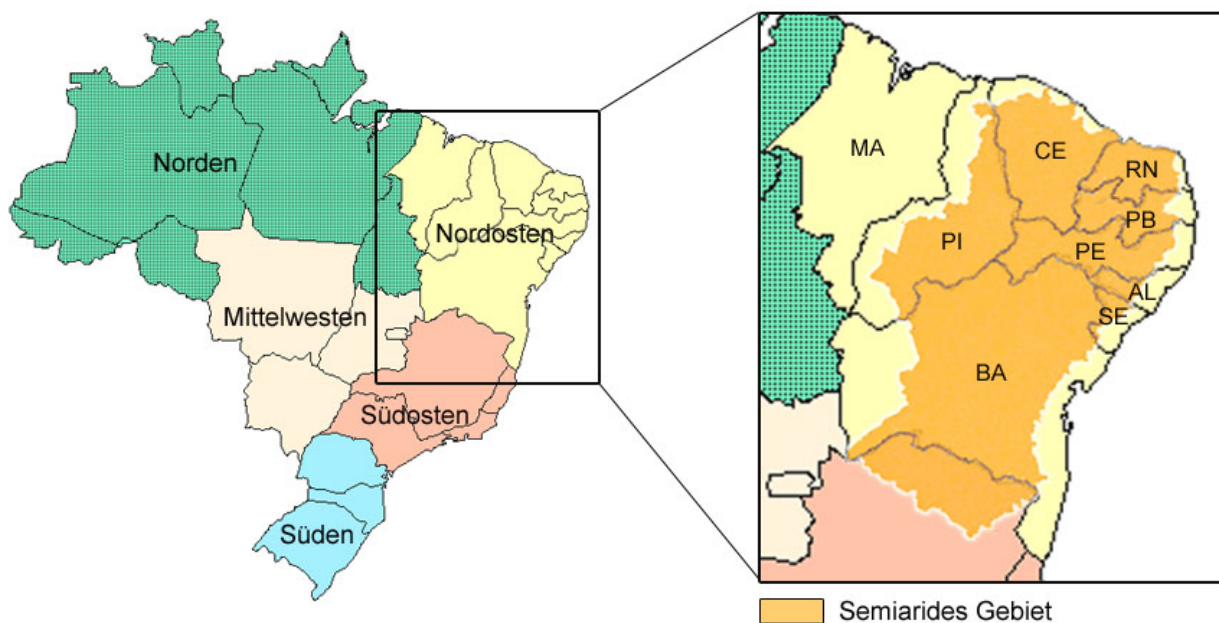 Norden
Nordosten
Mittelwesten
Südosten
Süden
MA
CE
RN
PB
PI
PE
AL
SE
BA
Semiarides Gebiet